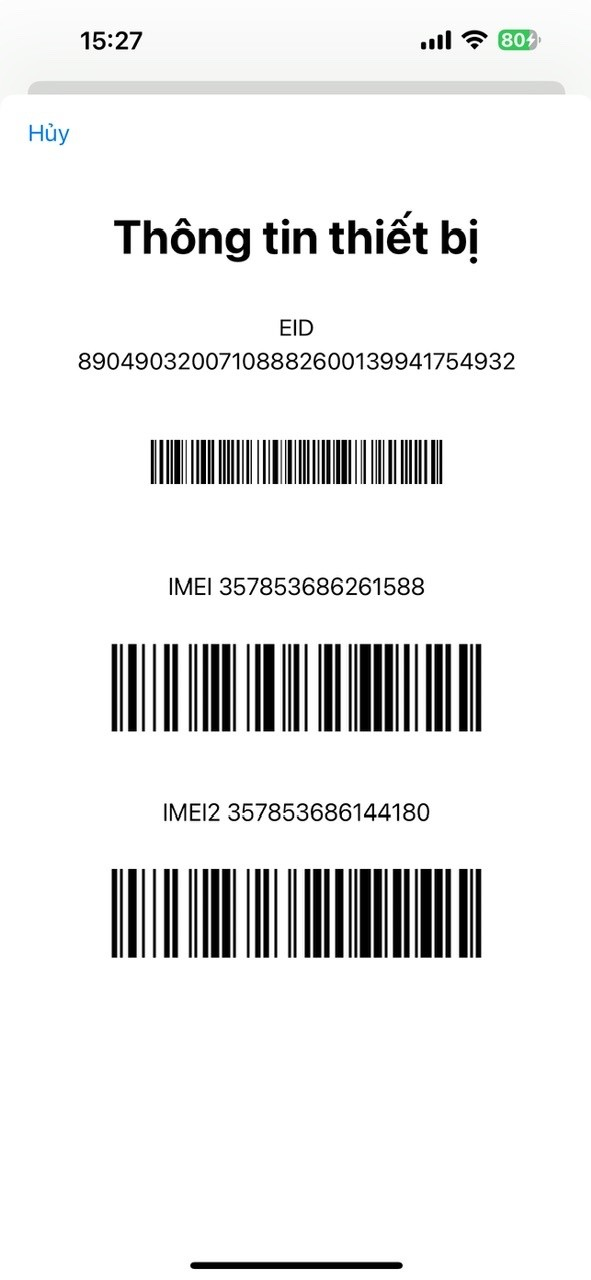 15:27
80
Hủy
Thông tin thiết bị
EID
89049032007108882600139941754932
IMEI 357853686261588
IMEI2 357853686144180